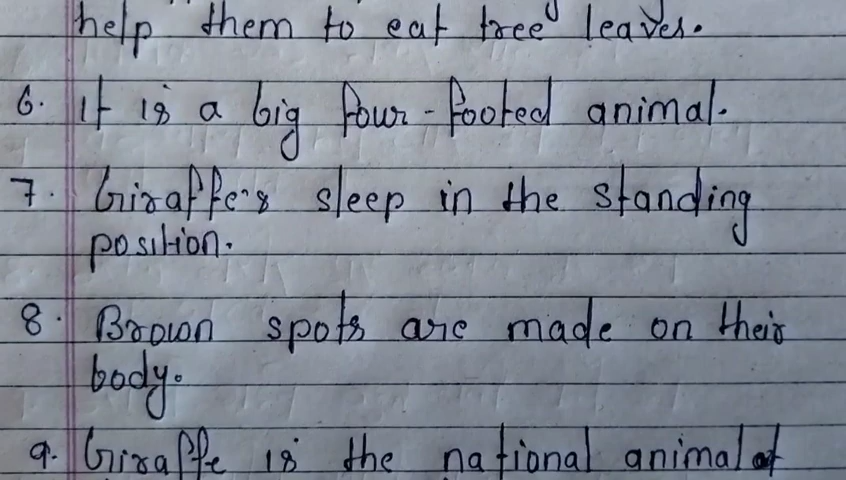 help them to eat tree leaves.
6. It is a big four-footed animal.
7. Giraffe's sleep in the standing
position.
8. Brown spots are made on their
body.
9. Giraffe is the national animal of